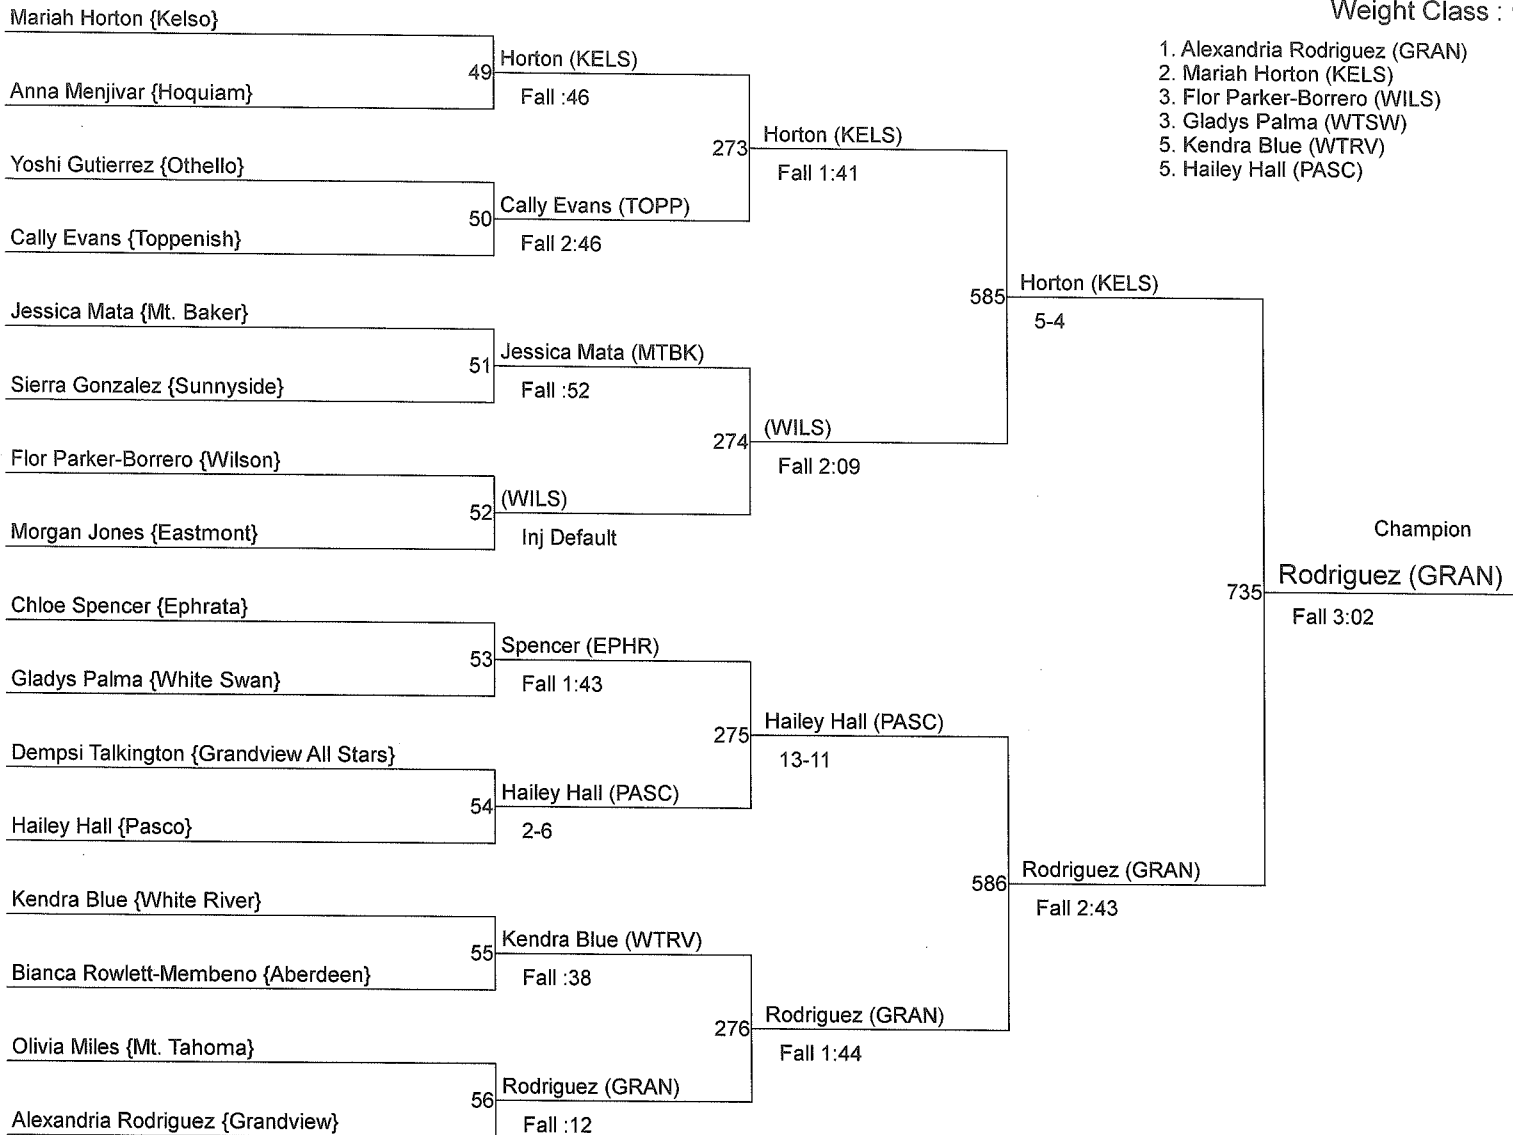 Weight Class :
1. Alexandria Rodriguez (GRAN)
2. Mariah Horton (KELS)
3. Flor Parker-Borrero (WILS)
3. Gladys Palma (WTSW)
5. Kendra Blue (WTRV)
5. Hailey Hall (PASC)
Mariah Horton {Kelso}
49 Horton (KELS)
Fall :46
Anna Menjivar {Hoquiam}
273 Horton (KELS)
Fall 1:41
Yoshi Gutierrez {Othello}
50 Cally Evans (TOPP)
Fall 2:46
Cally Evans {Toppenish}
585 Horton (KELS)
5-4
Jessica Mata {Mt. Baker}
51 Jessica Mata (MTBK)
Fall :52
Sierra Gonzalez {Sunnyside}
274 (WILS)
Fall 2:09
Flor Parker-Borrero {Wilson}
52 (WILS)
Inj Default
Morgan Jones {Eastmont}
Champion
735 Rodriguez (GRAN)
Fall 3:02
Chloe Spencer {Ephrata}
53 Spencer (EPHR)
Fall 1:43
Gladys Palma {White Swan}
275 Hailey Hall (PASC)
13-11
Dempsi Talkington {Grandview All Stars}
54 Hailey Hall (PASC)
2-6
Hailey Hall {Pasco}
586 Rodriguez (GRAN)
Fall 2:43
Kendra Blue {White River}
55 Kendra Blue (WTRV)
Fall :38
Bianca Rowlett-Membeno {Aberdeen}
276 Rodriguez (GRAN)
Fall 1:44
Olivia Miles {Mt. Tahoma}
56 Rodriguez (GRAN)
Fall :12
Alexandria Rodriguez {Grandview}